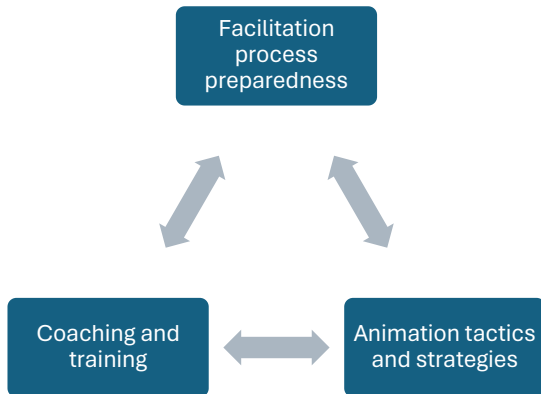 Facilitation
process
preparedness
Coaching and
training
Animation tactics
and strategies